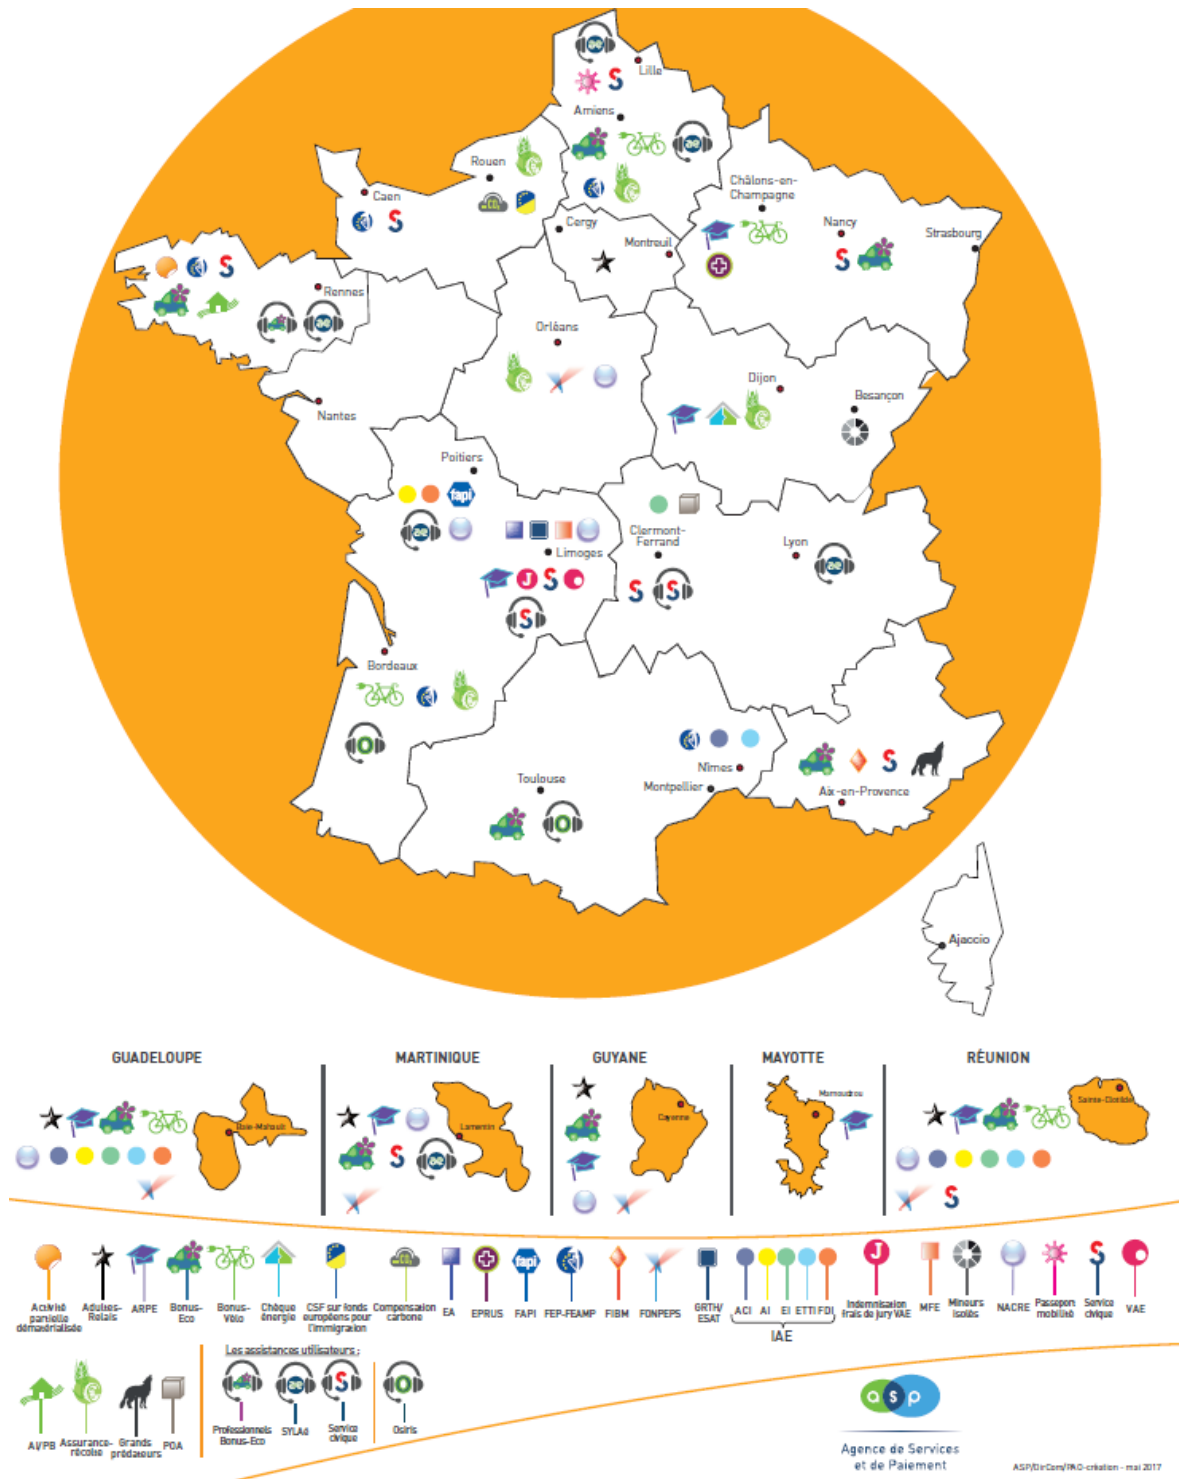 Lille
Amiens
Rouen
Caen
Châlons-en-
Champagne
Nancy
Strasbourg
Cergy
Montreuil
Rennes
Orléans
Dijon
Besançon
Nantes
Poitiers
fapi
Clermont-
Ferrand
Limoges
Lyon
Bordeaux
Nîmes
Montpellier
Toulouse
Aix-en-Provence
Ajaccio
GUADELOUPE
MARTINIQUE
GUYANE
MAYOTTE
RÉUNION
Baie-Mahault
Lamentin
Cayenne
Mamoudzou
Sainte-Clotilde
Activité
partielle
dématérialisée
Adultes-
Relais
ARPE
Bonus-
Eco
Bonus-
Vélo
Chèque
énergie
CSF sur fonds
européens pour
l'immigration
Compensation
carbone
EA
EPRUS
FAPI
FEP-FEAMP
FIBM
FONPEPS
GRTH/
ESAT
ACI AI EI ETTI FDI
IAE
Indemnisation
frais de jury VAE
MFE
Mineurs
isolés
NACRE
Passeport
mobilité
Service
civique
VAE
Les assistances utilisateurs :
AI/PB
Assurance-
récolte
Grands
prédateurs
POA
Professionnels
Bonus-Eco
SYLAé
Service
civique
Osiris
asp
Agence de Services
et de Paiement
ASP/DirCom/PAO-création - mai 2017